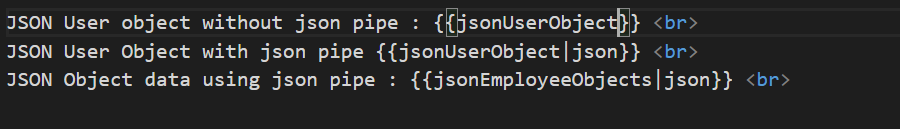 JSON User object without json pipe : {{jsonUserObject}} <br>
JSON User Object with json pipe {{jsonUserObject|json}} <br>
JSON Object data using json pipe : {{jsonEmployeeObjects|json}} <br>